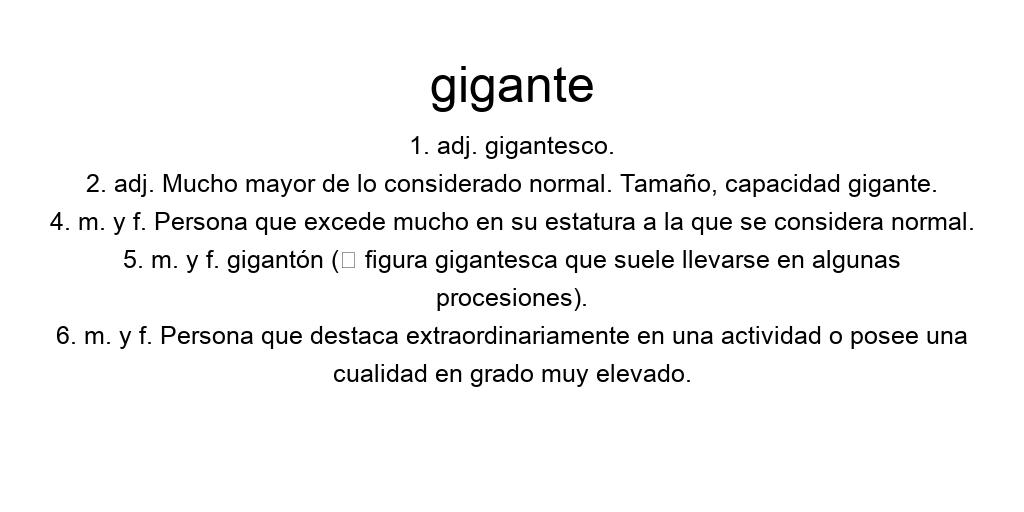 gigante
1. adj. gigantesco.
2. adj. Mucho mayor de lo considerado normal. Tamaño, capacidad gigante.
4. m. y f. Persona que excede mucho en su estatura a la que se considera normal.
5. m. y f. gigantón (▯ figura gigantesca que suele llevarse en algunas
procesiones).
6. m. y f. Persona que destaca extraordinariamente en una actividad o posee una
cualidad en grado muy elevado.